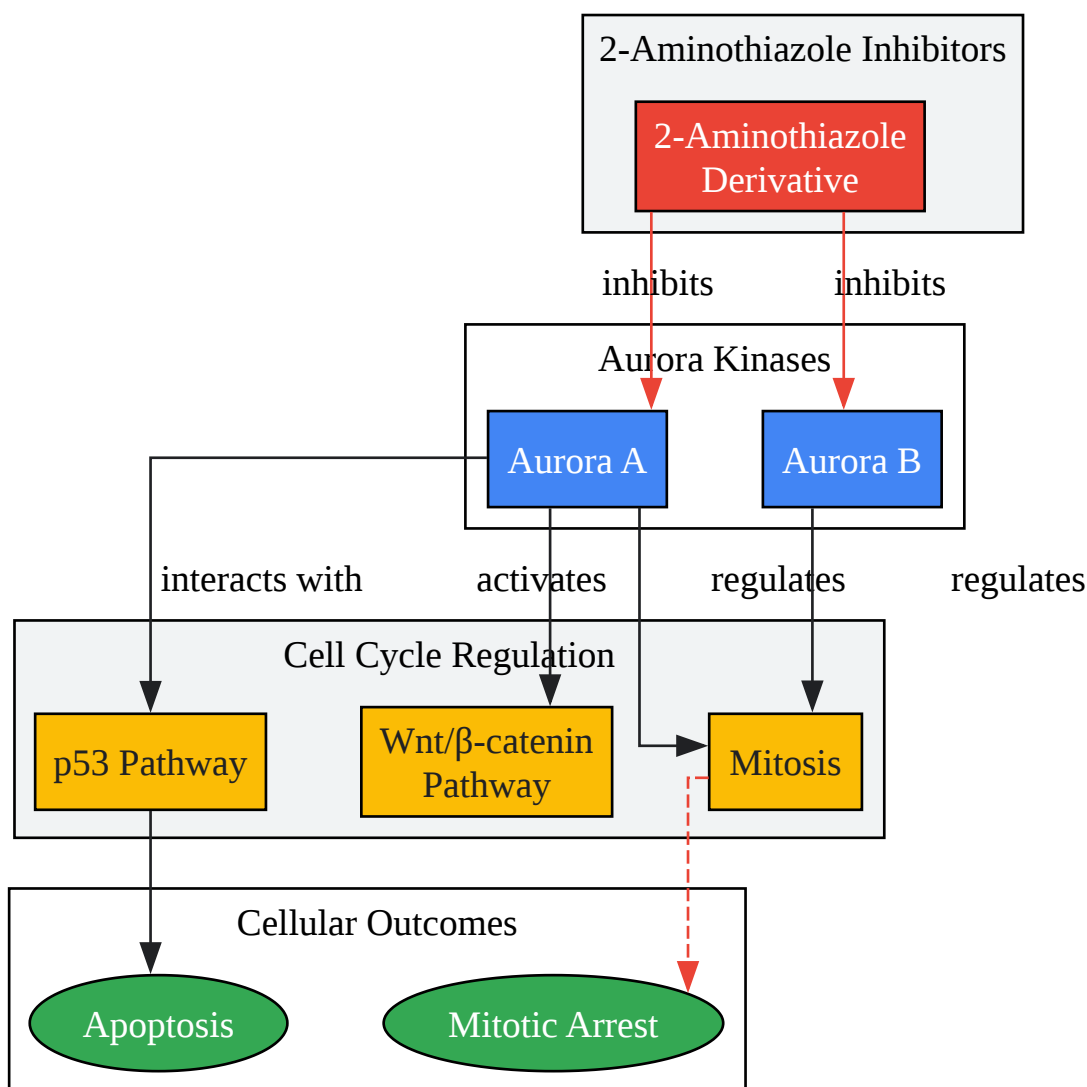 2-Aminothiazole Inhibitors
2-Aminothiazole
Derivative
inhibits
inhibits
Aurora Kinases
Aurora A
Aurora B
interacts with
activates
regulates
regulates
Cell Cycle Regulation
p53 Pathway
Wnt/β-catenin
Pathway
Mitosis
Cellular Outcomes
Apoptosis
Mitotic Arrest